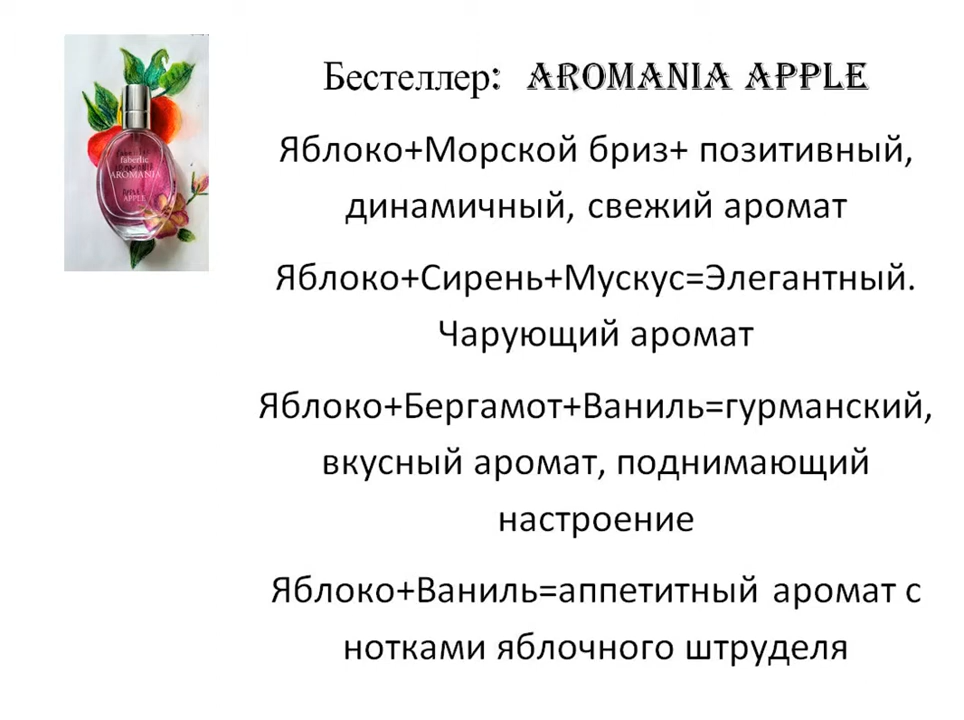 Бестеллер: AROMANIA APPLE
faberlic
AROMANIA
APPLE
Яблоко+Морской бриз+ позитивный,
динамичный, свежий аромат
Яблоко+Сирень+Мускус=Элегантный.
Чарующий аромат
Яблоко+Бергамот+Ваниль=гурманский,
вкусный аромат, поднимающий
настроение
Яблоко+Ваниль=аппетитный аромат с
нотками яблочного штруделя